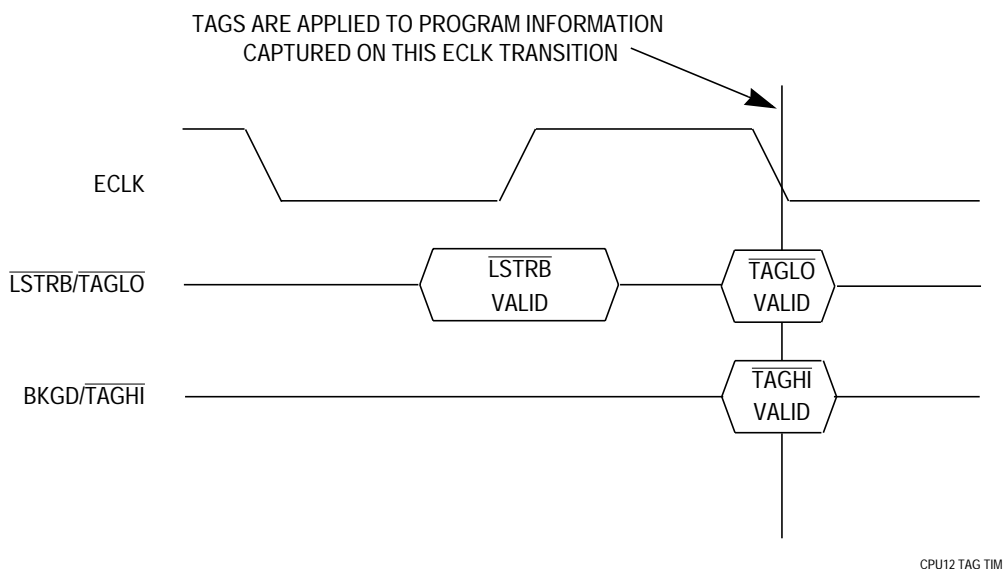 TAGS ARE APPLIED TO PROGRAM INFORMATION
CAPTURED ON THIS ECLK TRANSITION
ECLK
LSTRB/TAGLO
LSTRB
VALID
TAGLO
VALID
BKGD/TAGHI
TAGHI
VALID
CPU12 TAG TIM